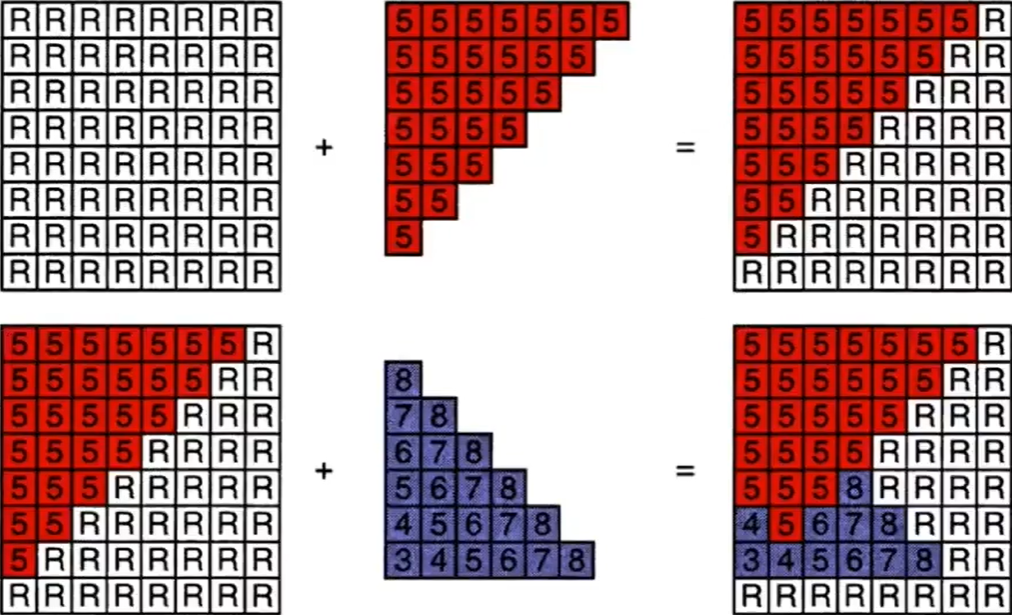 R R R R R R R R
R R R R R R R R
R R R R R R R R
R R R R R R R R
R R R R R R R R
R R R R R R R R
R R R R R R R R
R R R R R R R R
+
5 5 5 5 5 5 5
5 5 5 5 5 5
5 5 5 5 5
5 5 5 5
5 5 5
5 5
5
=
5 5 5 5 5 5 5 R
5 5 5 5 5 5 R R
5 5 5 5 5 R R R
5 5 5 5 R R R R
5 5 5 R R R R R
5 5 R R R R R R
5 R R R R R R R
R R R R R R R R
5 5 5 5 5 5 5 R
5 5 5 5 5 5 R R
5 5 5 5 5 R R R
5 5 5 5 R R R R
5 5 5 R R R R R
5 5 R R R R R R
5 R R R R R R R
R R R R R R R R
+
8
7 8
6 7 8
5 6 7 8
4 5 6 7 8
3 4 5 6 7 8
=
5 5 5 5 5 5 5 R
5 5 5 5 5 5 R R
5 5 5 5 5 R R R
5 5 5 5 R R R R
5 5 5 8 R R R R
4 5 6 7 8 R R R
3 4 5 6 7 8 R R
R R R R R R R R